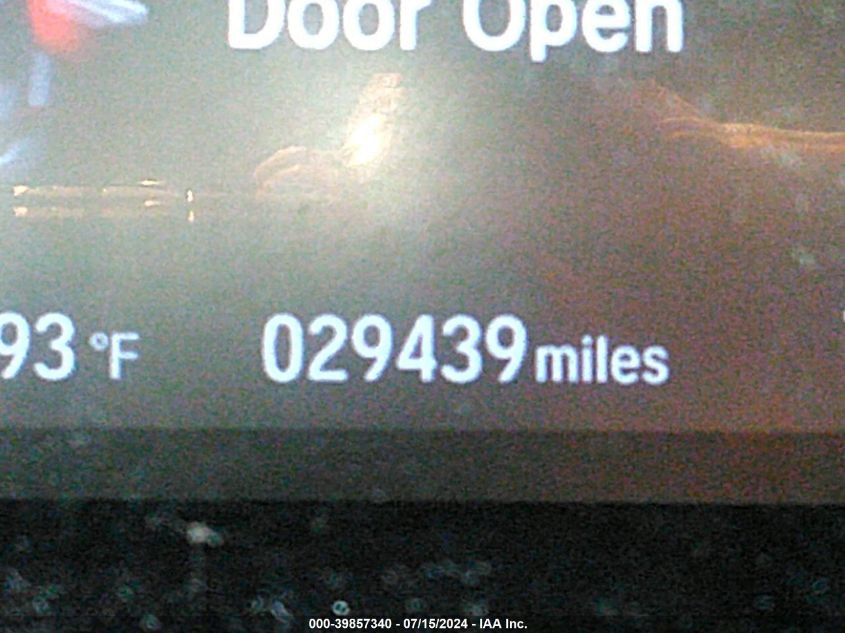 Door Open
93 °F 029439 miles
000-39857340 - 07/15/2024 - IAA Inc.